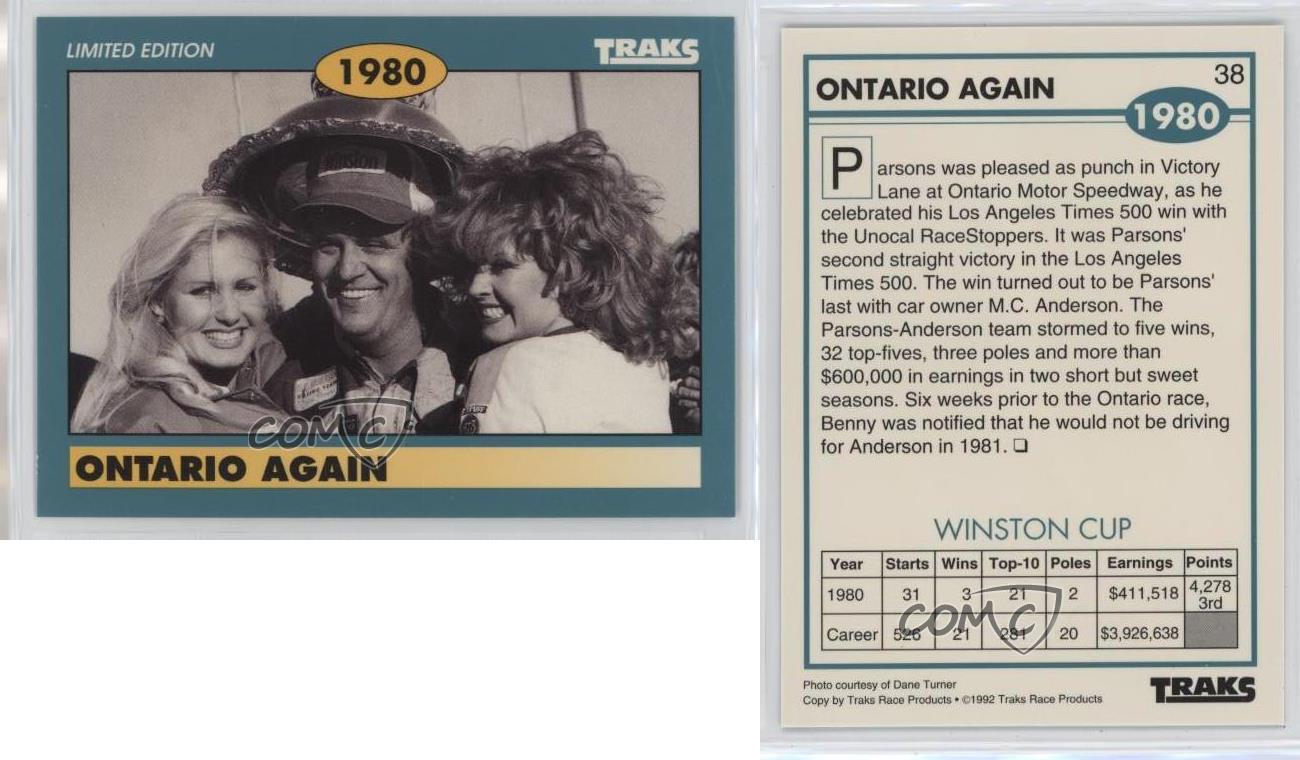 LIMITED EDITION
TRAKS
1980
Winston
COMC
ONTARIO AGAIN
38
ONTARIO AGAIN
1980
Parsons was pleased as punch in Victory
Lane at Ontario Motor Speedway, as he
celebrated his Los Angeles Times 500 win with
the Unocal RaceStoppers. It was Parsons'
second straight victory in the Los Angeles
Times 500. The win turned out to be Parsons'
last with car owner M.C. Anderson. The
Parsons-Anderson team stormed to five wins,
32 top-fives, three poles and more than
$600,000 in earnings in two short but sweet
seasons. Six weeks prior to the Ontario race,
Benny was notified that he would not be driving
for Anderson in 1981. ❑
WINSTON CUP
Year Starts Wins Top-10 Poles Earnings Points
1980 31 3 21 2 $411,518 4,278 3rd
COMC
Career 526 21 281 20 $3,926,638
Photo courtesy of Dane Turner
Copy by Traks Race Products • ©1992 Traks Race Products
TRAKS